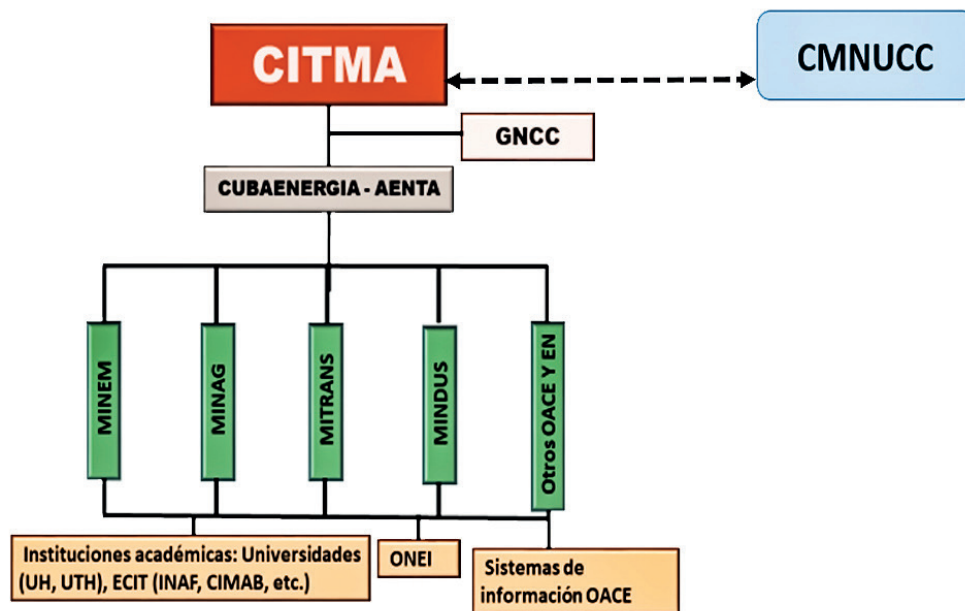 CITMA
CMNUCC
GNCC
CUBAENERGIA - AENTA
MINEM
MINAG
MITRANS
MINDUS
Otros OACE Y EN
Instituciones académicas: Universidades
(UH, UTH), ECIT (INAF, CIMAB, etc.)
ONEI
Sistemas de
información OACE